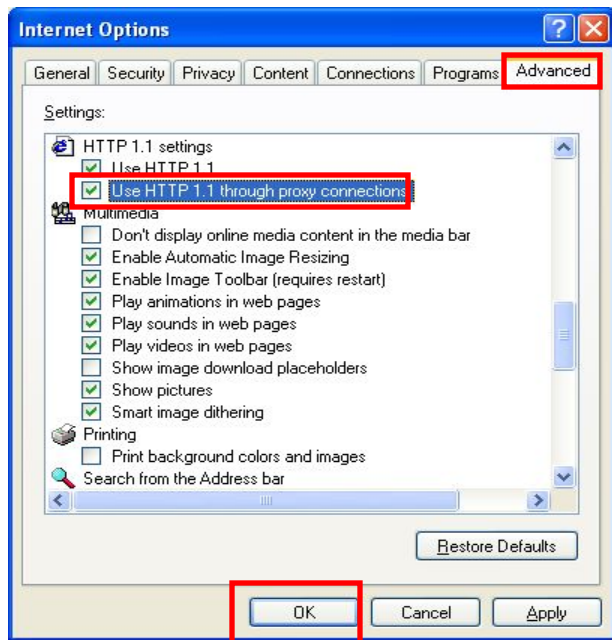 Internet Options
General Security Privacy Content Connections Programs Advanced
Settings:
HTTP 1.1 settings
Use HTTP 1.1
Use HTTP 1.1 through proxy connections
Multimedia
Don't display online media content in the media bar
Enable Automatic Image Resizing
Enable Image Toolbar (requires restart)
Play animations in web pages
Play sounds in web pages
Play videos in web pages
Show image download placeholders
Show pictures
Smart image dithering
Printing
Print background colors and images
Search from the Address bar
Restore Defaults
OK Cancel Apply